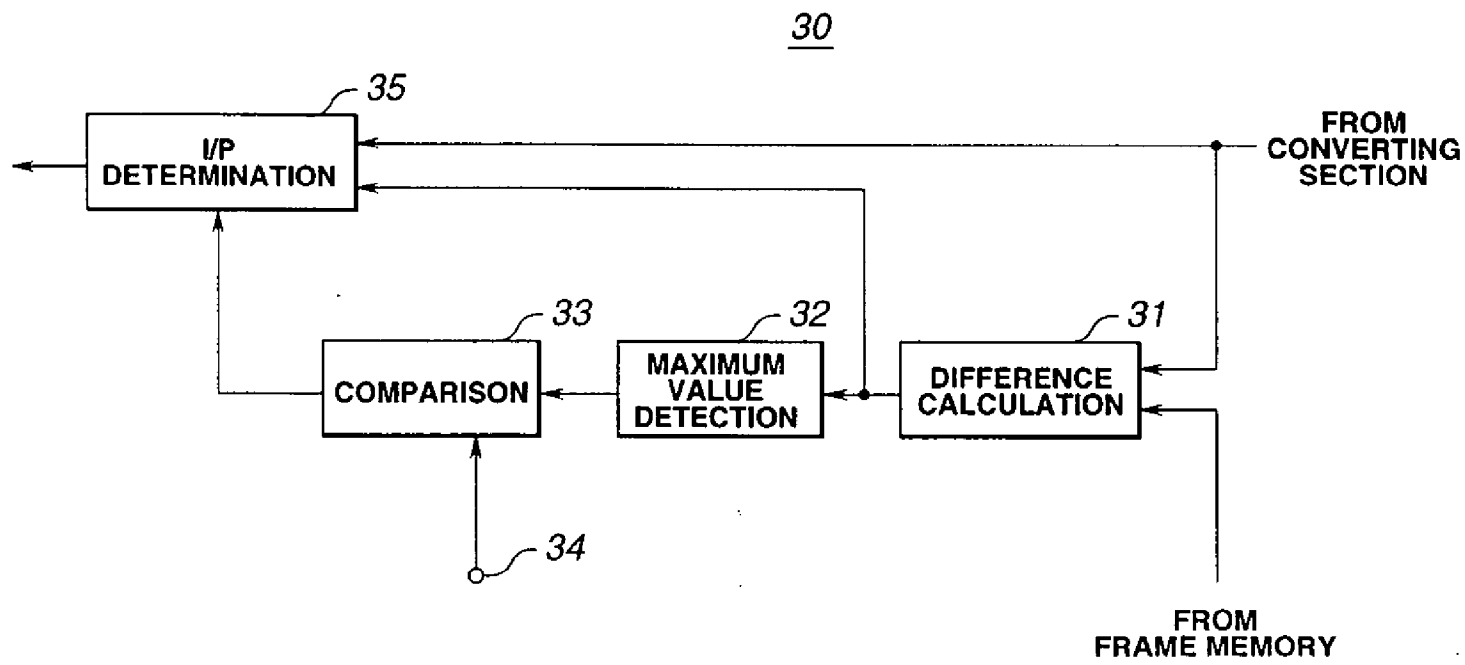 30
35
I/P
DETERMINATION
FROM
CONVERTING
SECTION
33
COMPARISON
32
MAXIMUM
VALUE
DETECTION
31
DIFFERENCE
CALCULATION
34
FROM
FRAME MEMORY